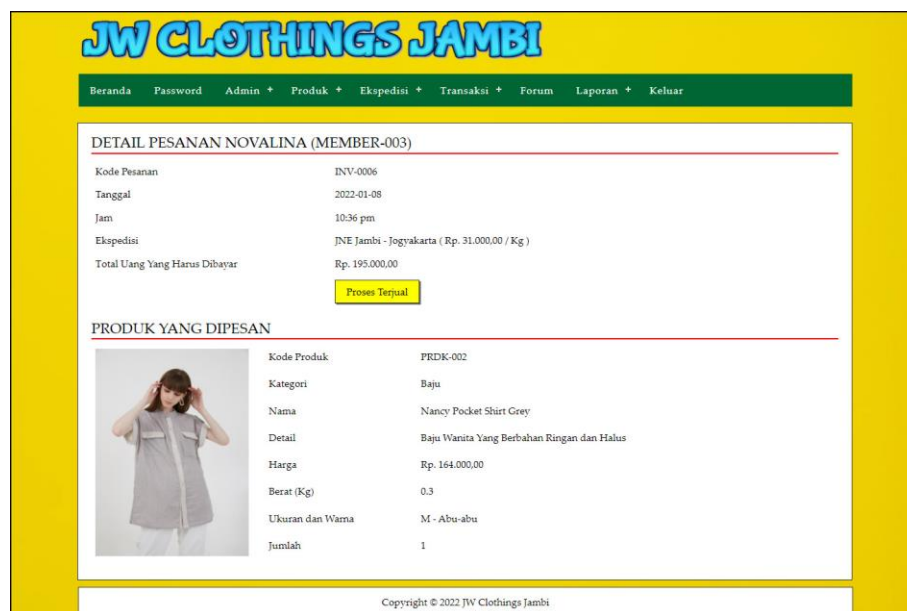 JW CLOTHINGS JAMBI
Beranda Password Admin + Produk + Ekspedisi + Transaksi + Forum Laporan + Keluar
DETAIL PESANAN NOVALINA (MEMBER-003)
Kode Pesanan INV-0006
Tanggal 2022-01-08
Jam 10:36 pm
Ekspedisi JNE Jambi - Jogyakarta ( Rp. 31.000,00 / Kg )
Total Uang Yang Harus Dibayar Rp. 195.000,00
Proses Terjual
PRODUK YANG DIPESAN
Kode Produk PRDK-002
Kategori Baju
Nama Nancy Pocket Shirt Grey
Detail Baju Wanita Yang Berbahan Ringan dan Halus
Harga Rp. 164.000,00
Berat (Kg) 0.3
Ukuran dan Warna M - Abu-abu
Jumlah 1
Copyright © 2022 JW Clothings Jambi